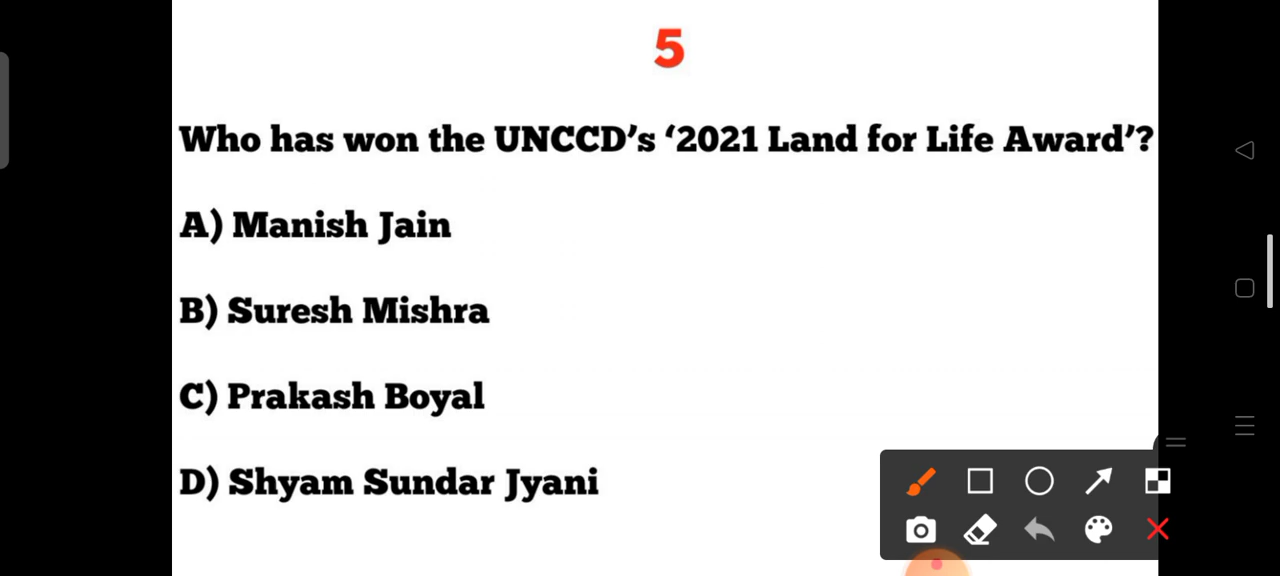 5
Who has won the UNCCD’s ‘2021 Land for Life Award’?
A) Manish Jain
B) Suresh Mishra
C) Prakash Boyal
D) Shyam Sundar Jyani